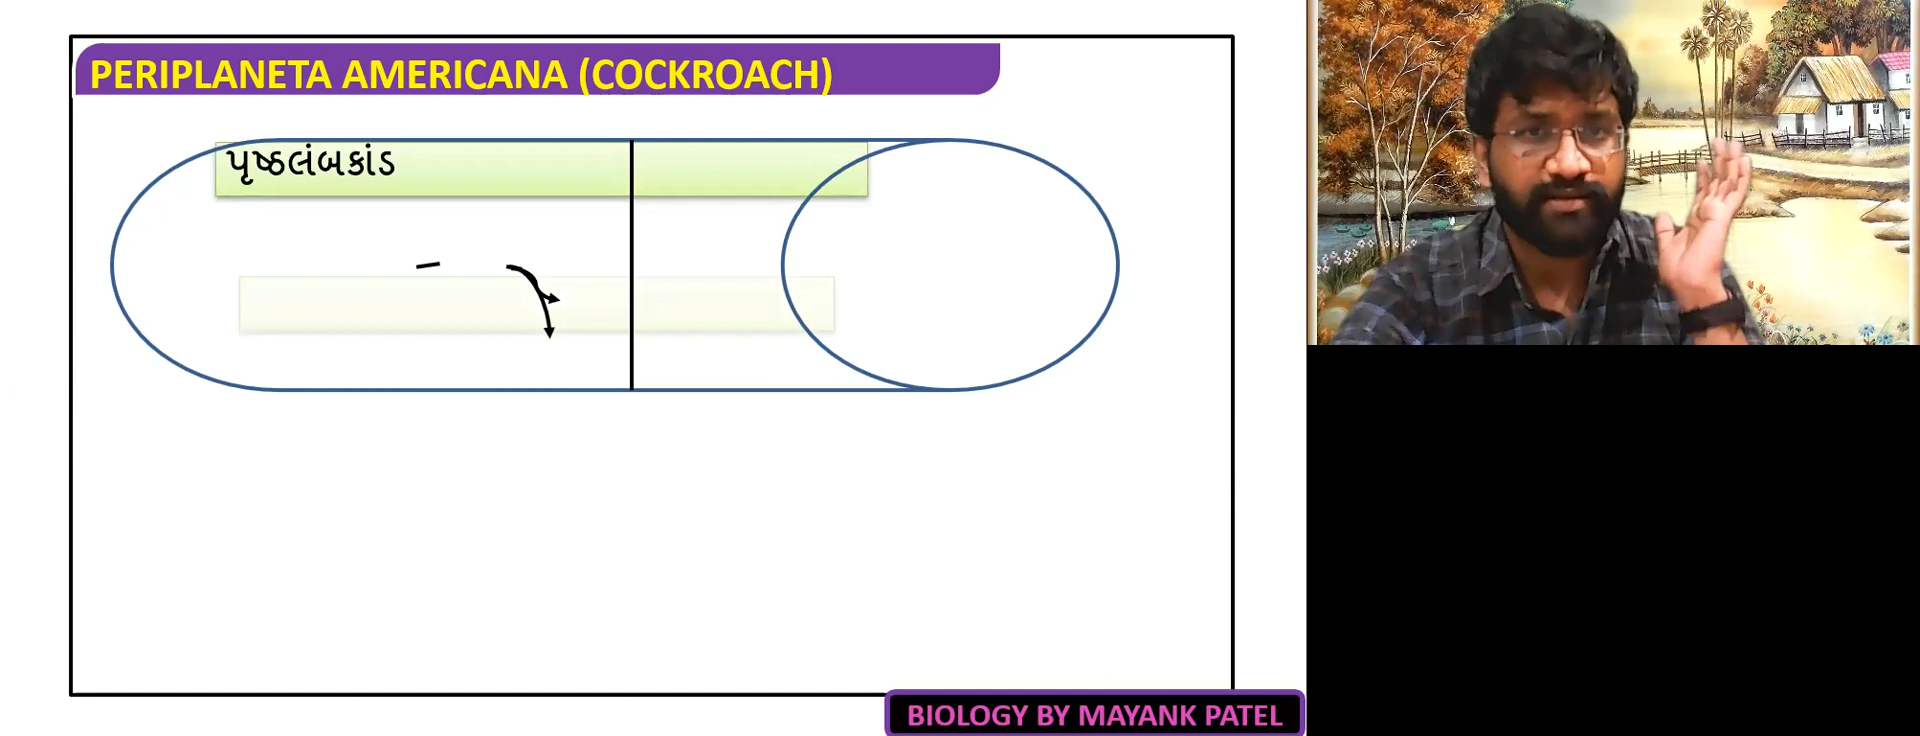 PERIPLANETA AMERICANA (COCKROACH)
પૃષ્ઠલંબકાંડ
BIOLOGY BY MAYANK PATEL